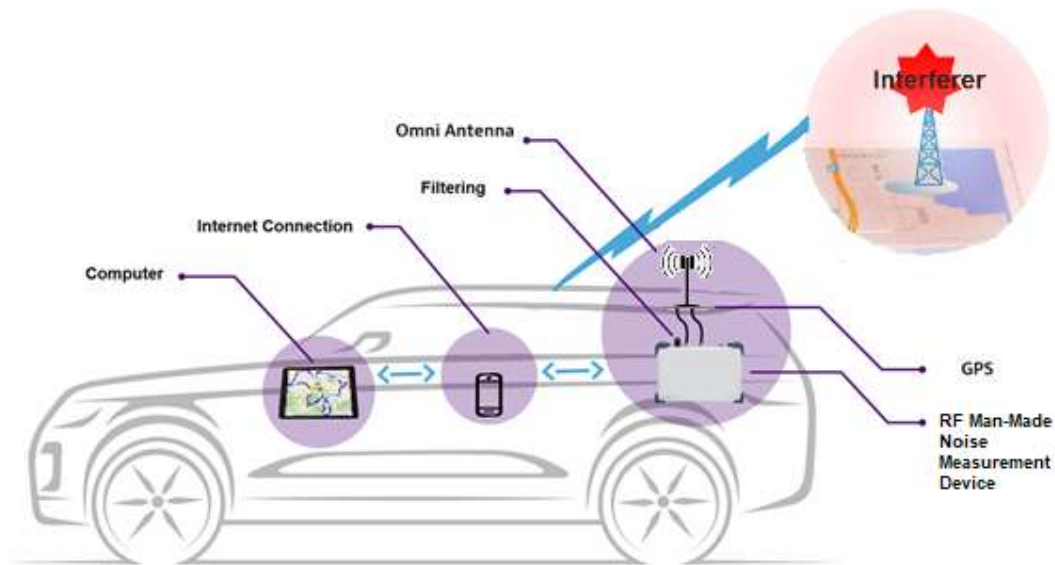 Interferer
Omni Antenna
Filtering
Internet Connection
Computer
GPS
RF Man-Made
Noise
Measurement
Device